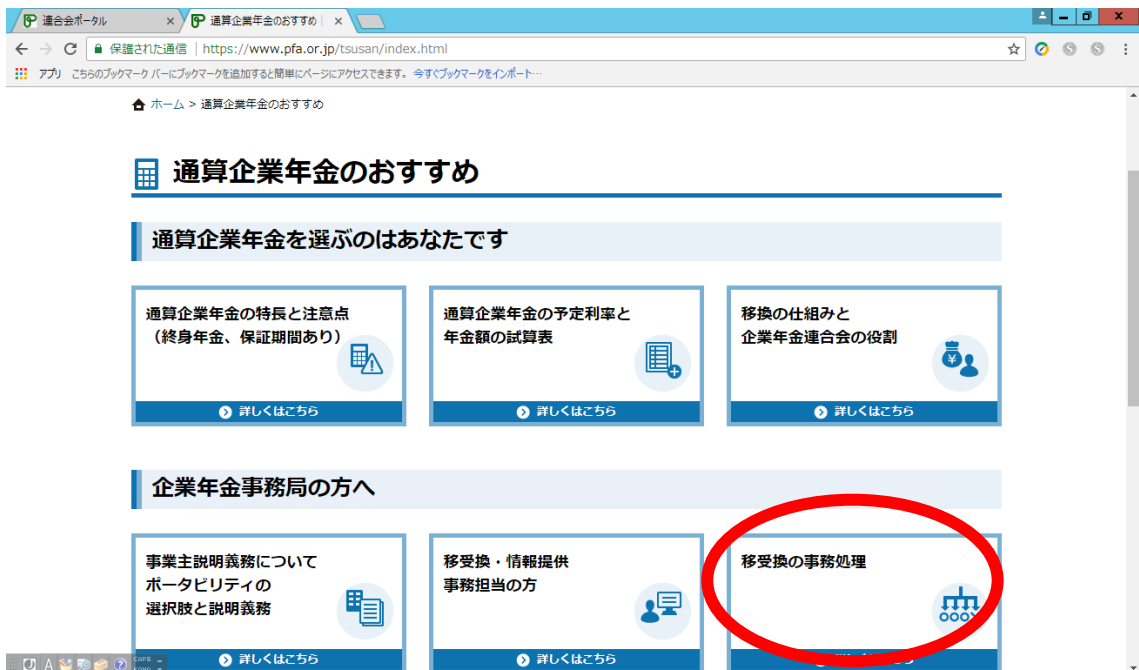 連合会ポータル
通算企業年金のおすすめ
保護された通信
https://www.pfa.or.jp/tsusan/index.html
アプリ こちらのブックマーク バーにブックマークを追加すると簡単にページにアクセスできます。 今すぐブックマークをインポート…
ホーム > 通算企業年金のおすすめ
通算企業年金のおすすめ
通算企業年金を選ぶのはあなたです
通算企業年金の特長と注意点
（終身年金、保証期間あり）
詳しくはこちら
通算企業年金の予定利率と
年金額の試算表
詳しくはこちら
移換の仕組みと
企業年金連合会の役割
詳しくはこちら
企業年金事務局の方へ
事業主説明義務について
ポータビリティの
選択肢と説明義務
詳しくはこちら
移受換・情報提供
事務担当の方
詳しくはこちら
移受換の事務処理